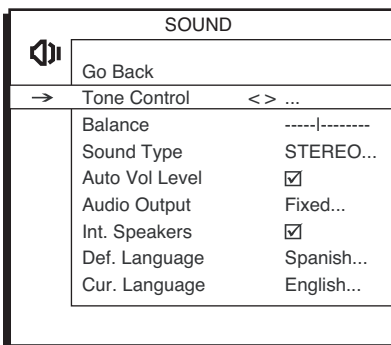 SOUND
Go Back
→ Tone Control < > ...
Balance -----|--------
Sound Type STEREO...
Auto Vol Level ☑
Audio Output Fixed...
Int. Speakers ☑
Def. Language Spanish...
Cur. Language English...